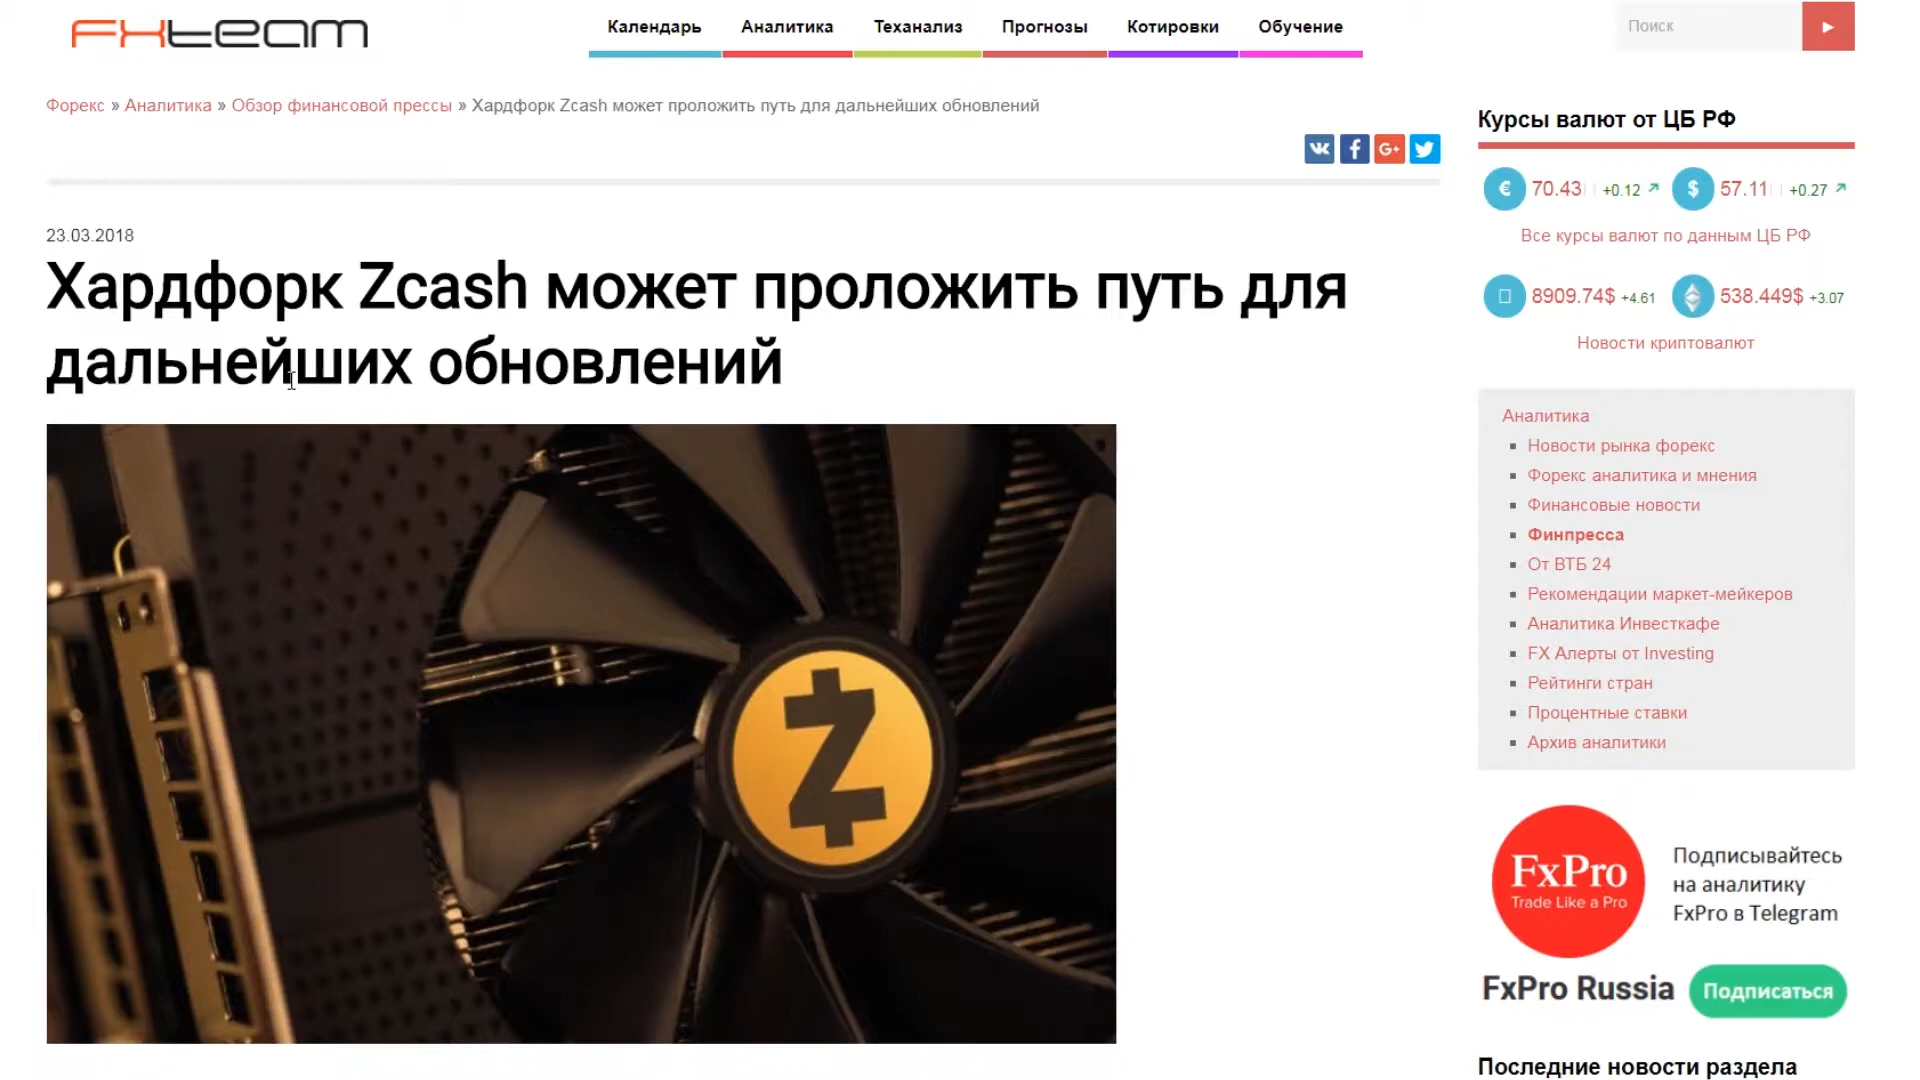 FXteam
Календарь Аналитика Теханализ Прогнозы Котировки Обучение
Поиск
Форекс » Аналитика » Обзор финансовой прессы » Хардфорк Zcash может проложить путь для дальнейших обновлений
23.03.2018
Хардфорк Zcash может проложить путь для
дальнейших обновлений
Курсы валют от ЦБ РФ
€ 70.43 +0.12 $ 57.11 +0.27
Все курсы валют по данным ЦБ РФ
8909.74$ +4.61 538.449$ +3.07
Новости криптовалют
Аналитика
Новости рынка форекс
Форекс аналитика и мнения
Финансовые новости
Финпресса
От ВТБ 24
Рекомендации маркет-мейкеров
Аналитика Инвесткафе
FX Алерты от Investing
Рейтинги стран
Процентные ставки
Архив аналитики
FxPro
Trade Like a Pro
Подписывайтесь
на аналитику
FxPro в Telegram
FxPro Russia Подписаться
Последние новости раздела